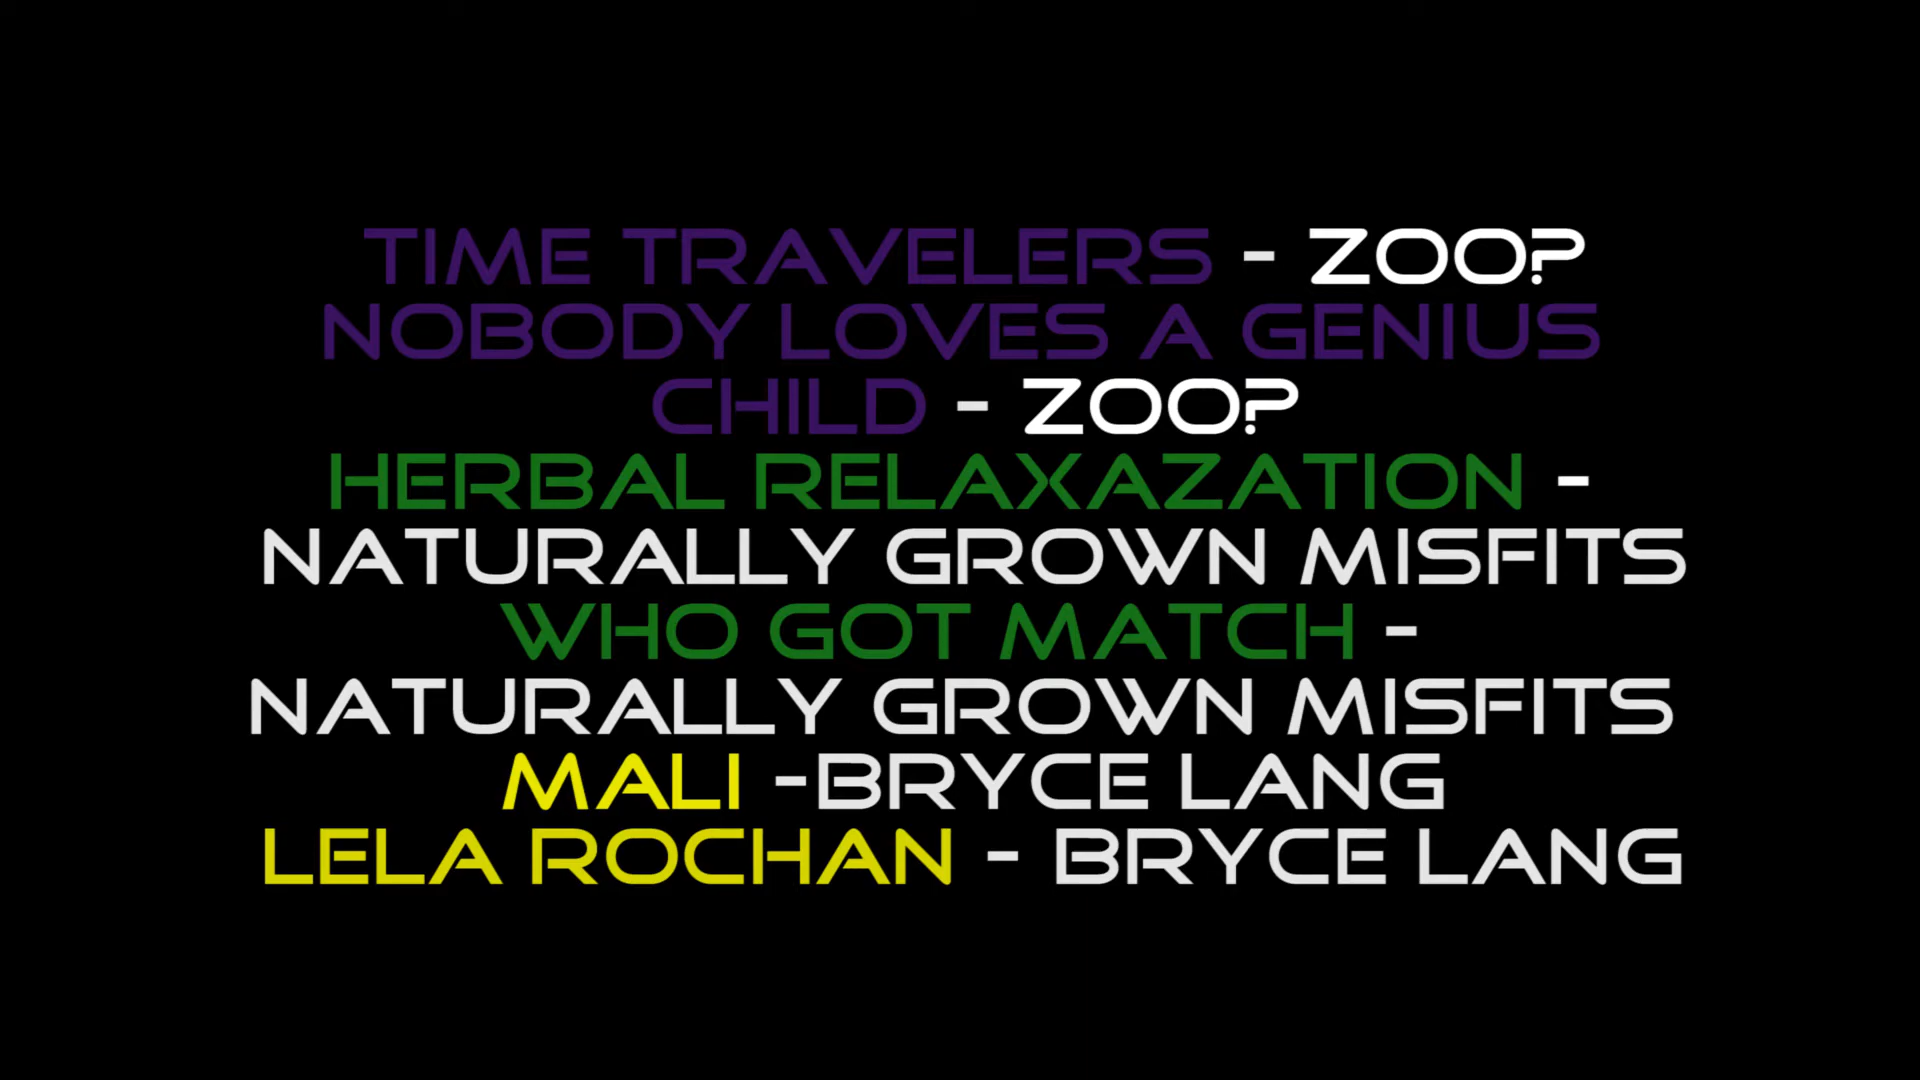 TIME TRAVELERS - ZOO?
NOBODY LOVES A GENIUS
CHILD - ZOO?
HERBAL RELAXAZATION -
NATURALLY GROWN MISFITS
WHO GOT MATCH -
NATURALLY GROWN MISFITS
MALI -BRYCE LANG
LELA ROCHAN - BRYCE LANG